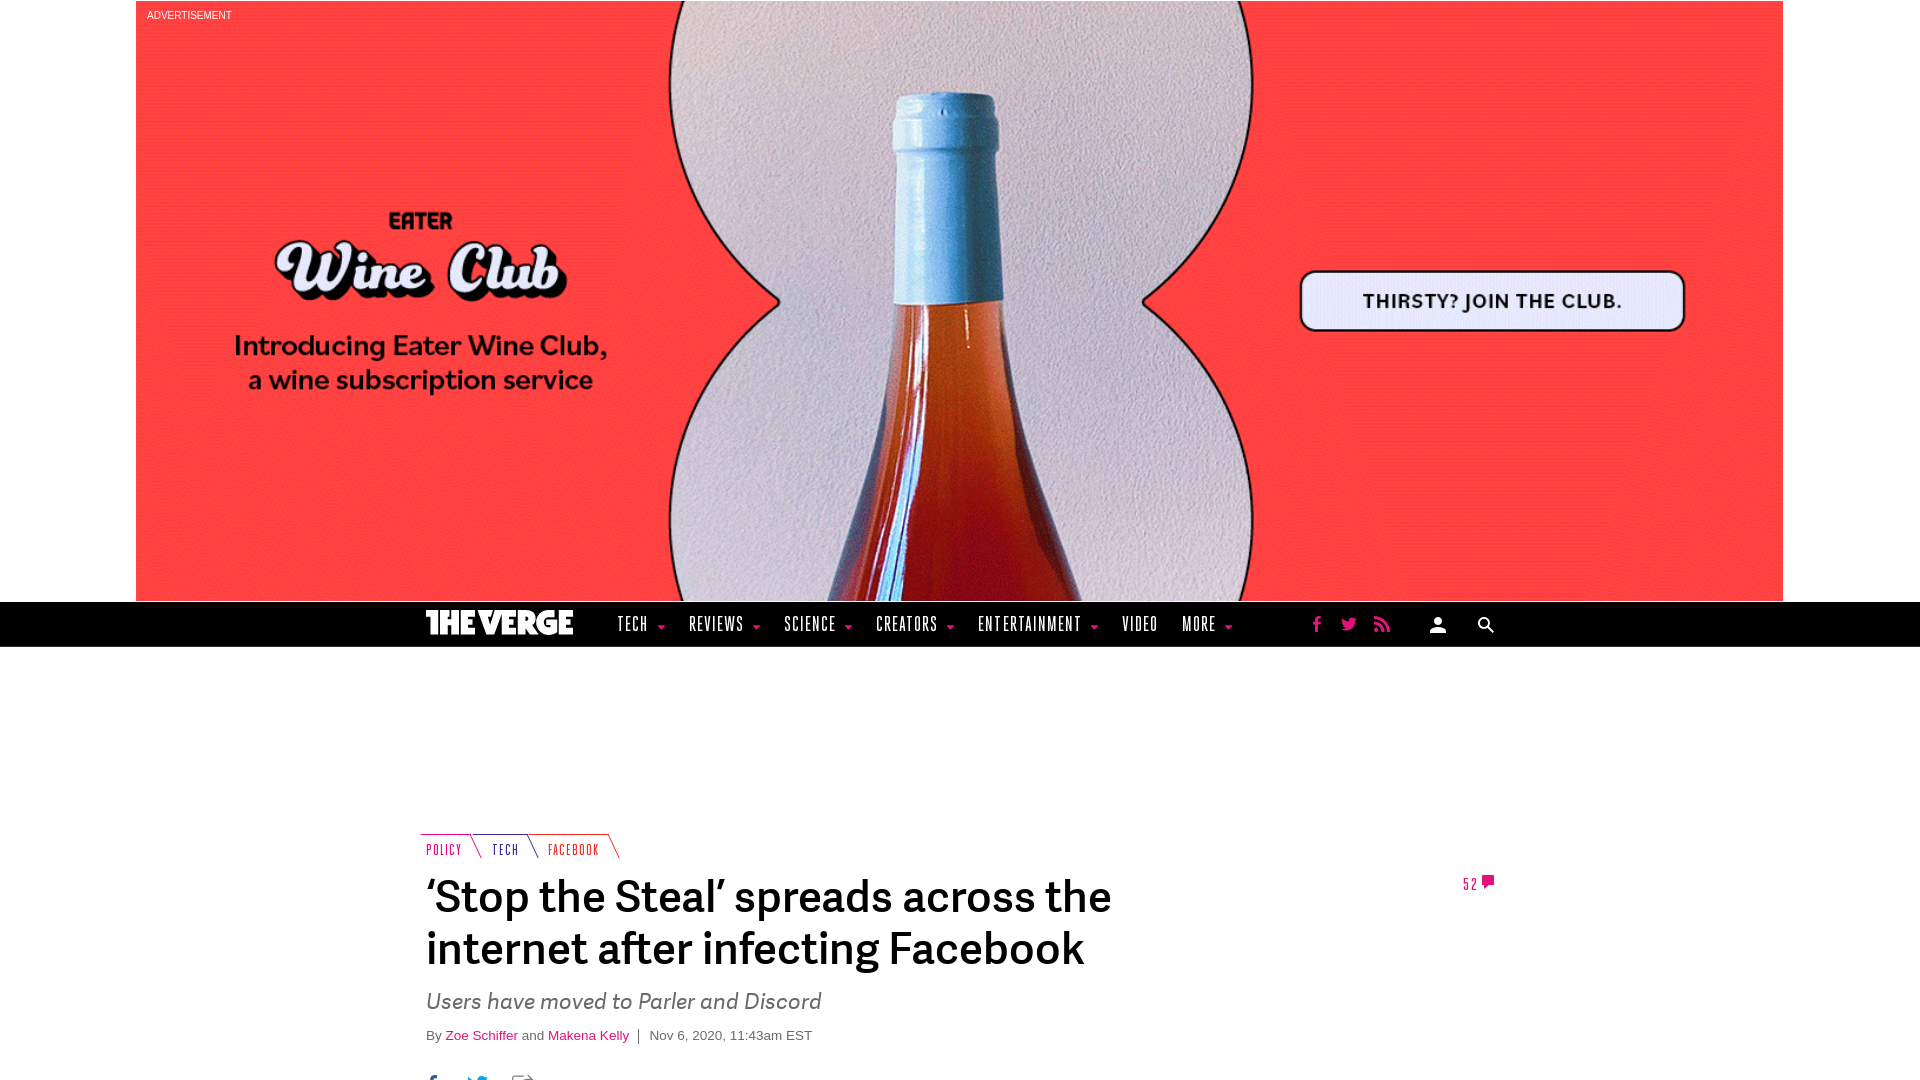 ADVERTISEMENT
EATER
Wine Club
Introducing Eater Wine Club,
a wine subscription service
THIRSTY? JOIN THE CLUB.
THE VERGE TECH REVIEWS SCIENCE CREATORS ENTERTAINMENT VIDEO MORE
POLICY TECH FACEBOOK
‘Stop the Steal’ spreads across the
internet after infecting Facebook
52
Users have moved to Parler and Discord
By Zoe Schiffer and Makena Kelly | Nov 6, 2020, 11:43am EST